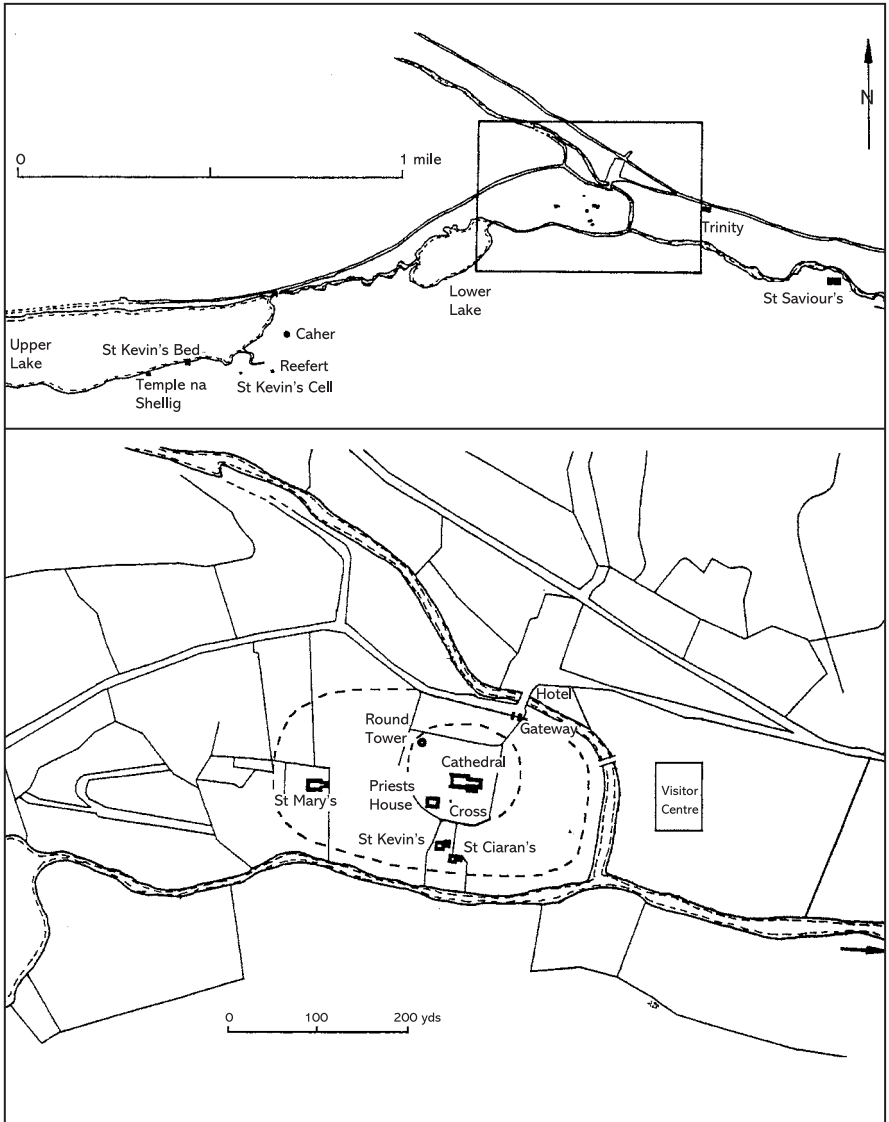 N
0
1 mile
Trinity
Lower
Lake
St Saviour's
Upper
Lake
Caher
St Kevin's Bed
Reefert
Temple na
Shellig
St Kevin's Cell
Hotel
Round
Tower
Gateway
Cathedral
Priests
House
Cross
St Mary's
Visitor
Centre
St Kevin's
St Ciaran's
0
100
200 yds